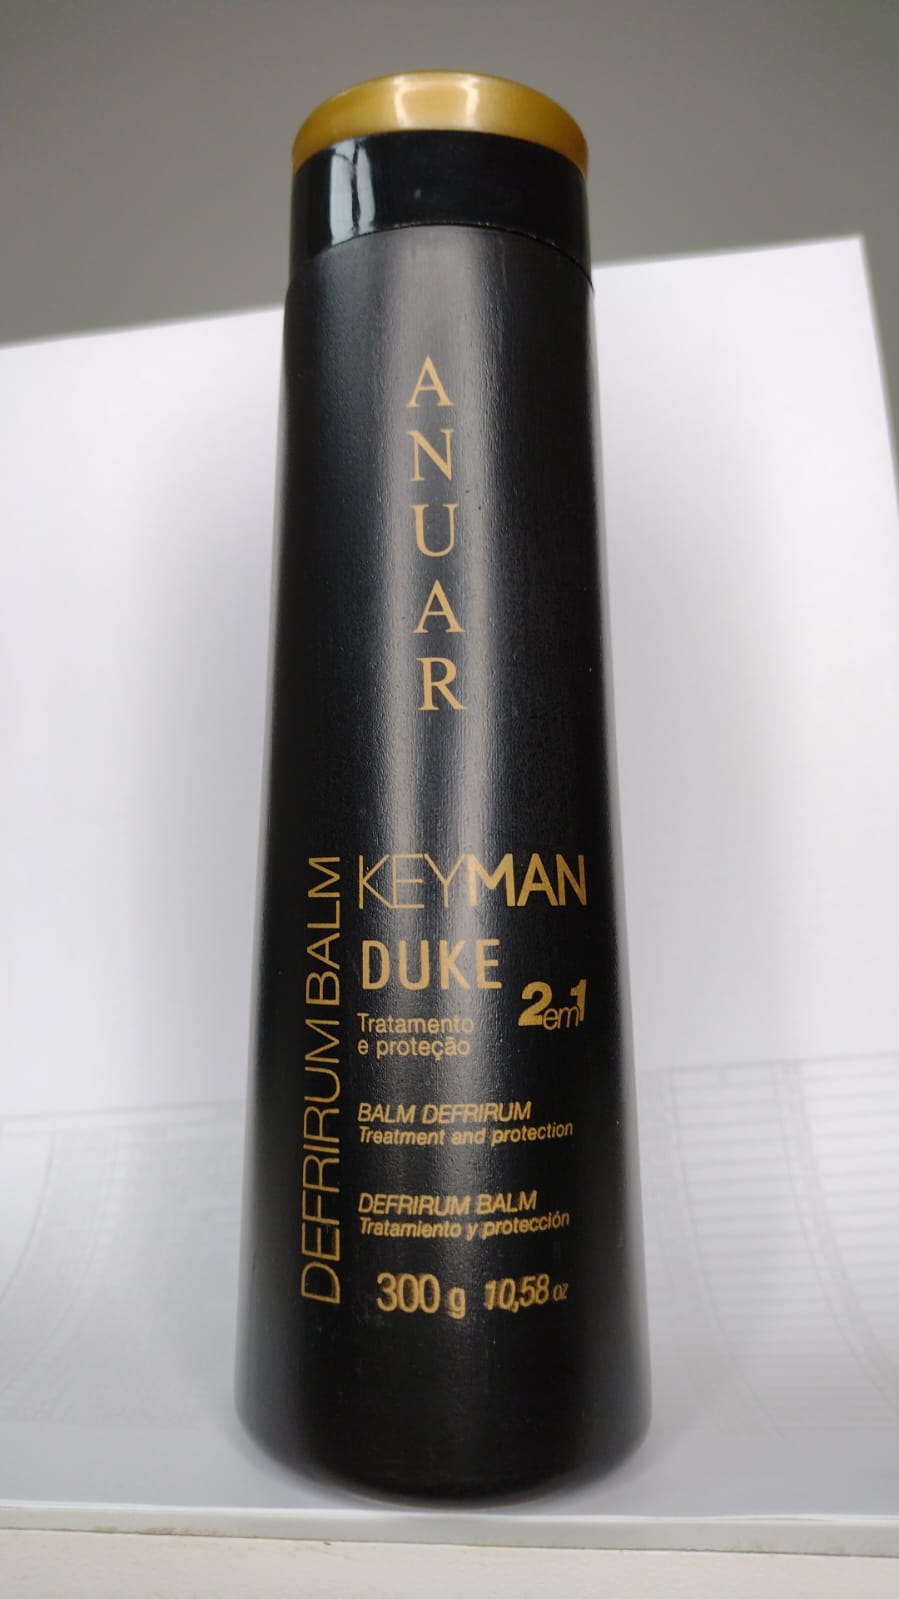 ANUAR
DEFRIRUM BALM
KEYMAN
DUKE
2em1
Tratamento
e proteção
BALM DEFRIRUM
Treatment and protection
DEFRIRUM BALM
Tratamiento y protección
300 g 10,58 oz